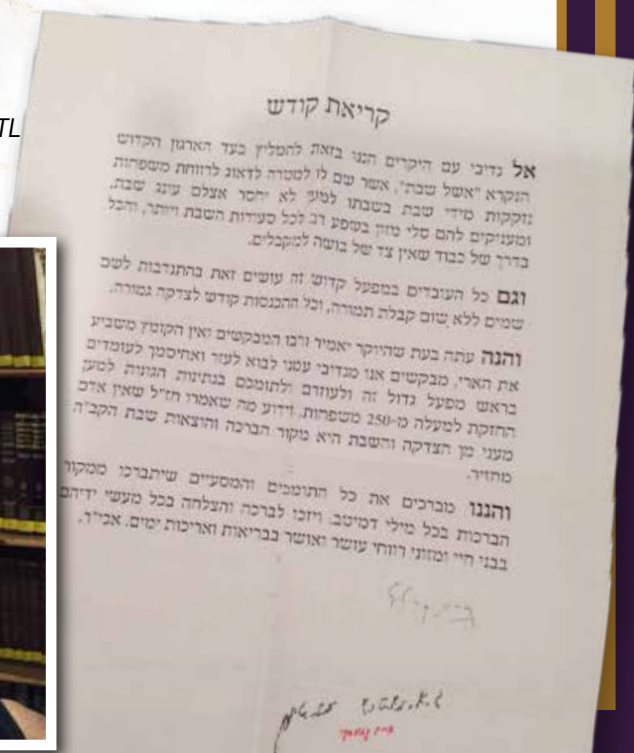 TL
קריאת קודש
אל נדיבי עם היקרים הננו בזאת להמליץ בעד הארגון הקדוש
הנקרא "אשל שבת", אשר שם לו למטרה לדאוג לרווחת משפחות
נזקקות מידי שבת בשבתו למען לא יחסר אצלם עונג שבת,
ומעניקים להם סלי מזון בשפע רב לכל סעודות השבת ויותר, והכל
בדרך של כבוד שאין צד של בושה למקבלים.
וגם כל העובדים במפעל קדוש זה עושים זאת בהתנדבות לשם
שמים ללא שום קבלת תמורה, וכל ההכנסות קודש לצדקה גמורה.
והנה עתה בעת שהיוקר יאמיר ורבו המבקשים ואין הקומץ משביע
את הארי, מבקשים אנו מנדיבי עמנו לבוא לעזר ואחיסמך לעומדים
בראש מפעל גדול זה ולעוזרם ולתומכם בנתינות הגונות למען
החזקת למעלה מ-250 משפחות. וידוע מה שאמרו חז"ל שאין אדם
מעני מן הצדקה והשבת היא מקור הברכה והוצאות שבת הקב"ה
מחזיר.
והננו מברכים את כל התומכים והמסעיים שיתברכו ממקור
הברכות בכל מילי דמיטב, ויזכו לברכה והצלחה בכל מעשי ידיהם
בבני חיי ומזוני רווחי עושר ואושר בבריאות ואריכות ימים. אכי"ר.